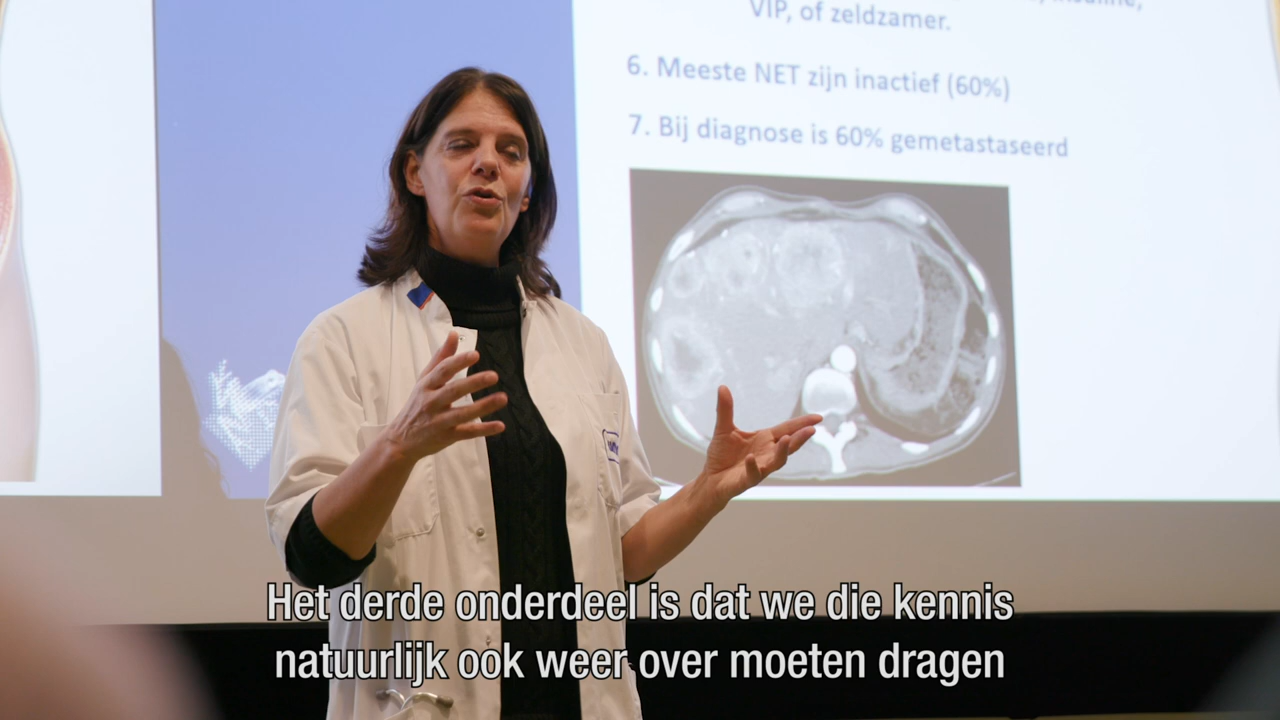 VIP, of zeldzamer.
6. Meeste NET zijn inactief (60%)
7. Bij diagnose is 60% gemetastaseerd
Het derde onderdeel is dat we die kennis
natuurlijk ook weer over moeten dragen